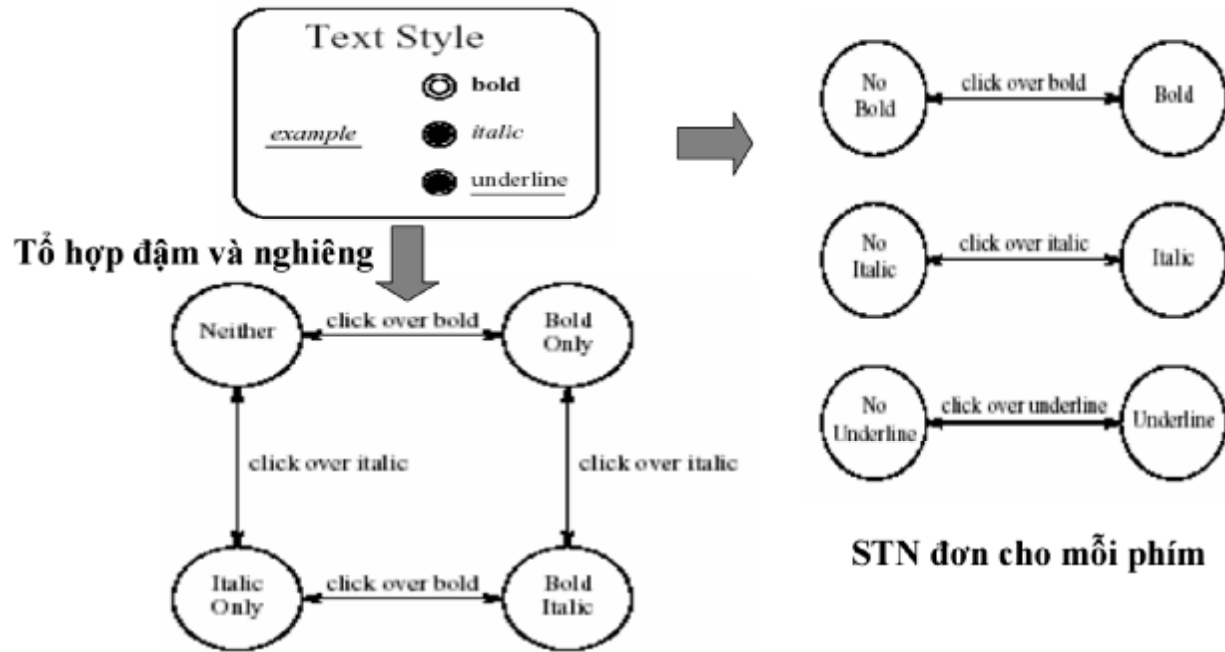 Text Style
bold
example
italic
underline
Tổ hợp đậm và nghiêng
Neither
click over bold
Bold
Only
click over italic
click over italic
Italic
Only
click over bold
Bold
Italic
No
Bold
click over bold
Bold
No
Italic
click over italic
Italic
No
Underline
click over underline
Underline
STN đơn cho mỗi phím